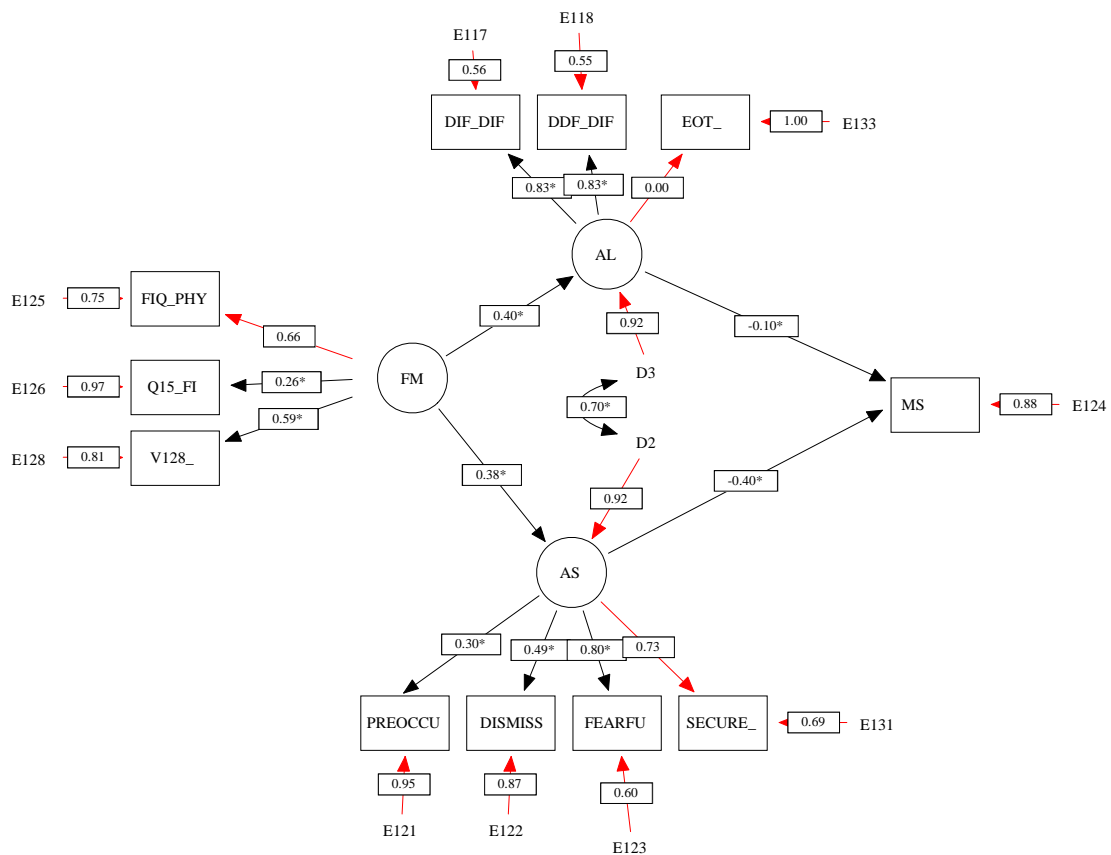 E118
E117
0.55
0.56
DIF_DIF
DDF_DIF
EOT_
1.00
E133
0.83*
0.83*
0.00
AL
E125
0.75
FIQ_PHY
0.66
0.40*
0.92
-0.10*
E126
0.97
Q15_FI
0.26*
FM
D3
0.70*
MS
0.88
E124
0.59*
E128
0.81
V128_
D2
0.38*
-0.40*
0.92
AS
0.30*
0.49*
0.80*
0.73
PREOCCU
DISMISS
FEARFU
SECURE_
0.69
E131
0.95
0.87
0.60
E121
E122
E123